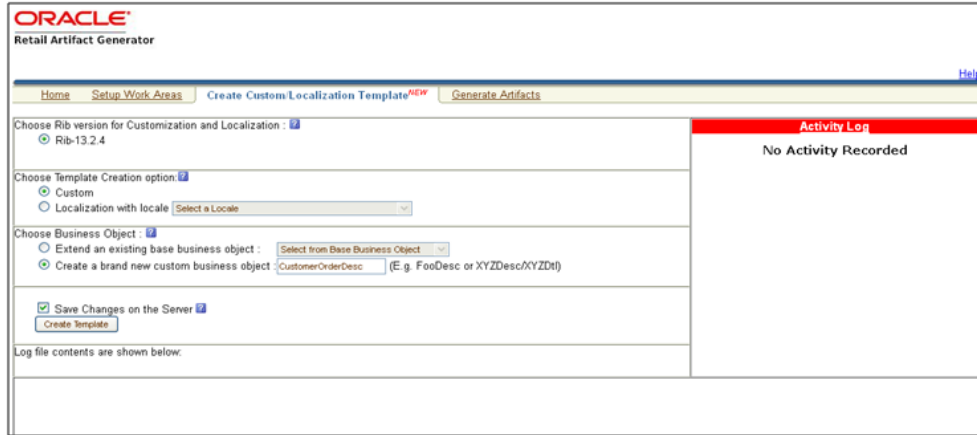 ORACLE
Retail Artifact Generator
Help
Home Setup Work Areas Create Custom/Localization Template NEW Generate Artifacts
Choose Rib version for Customization and Localization : ?
Rib-13.2.4
Choose Template Creation option: ?
Custom
Localization with locale Select a Locale
Choose Business Object : ?
Extend an existing base business object : Select from Base Business Object
Create a brand new custom business object : CustomerOrderDesc (E.g. FooDesc or XYZDesc/XYZDtl)
Save Changes on the Server ?
Create Template
Log file contents are shown below:
Activity Log
No Activity Recorded